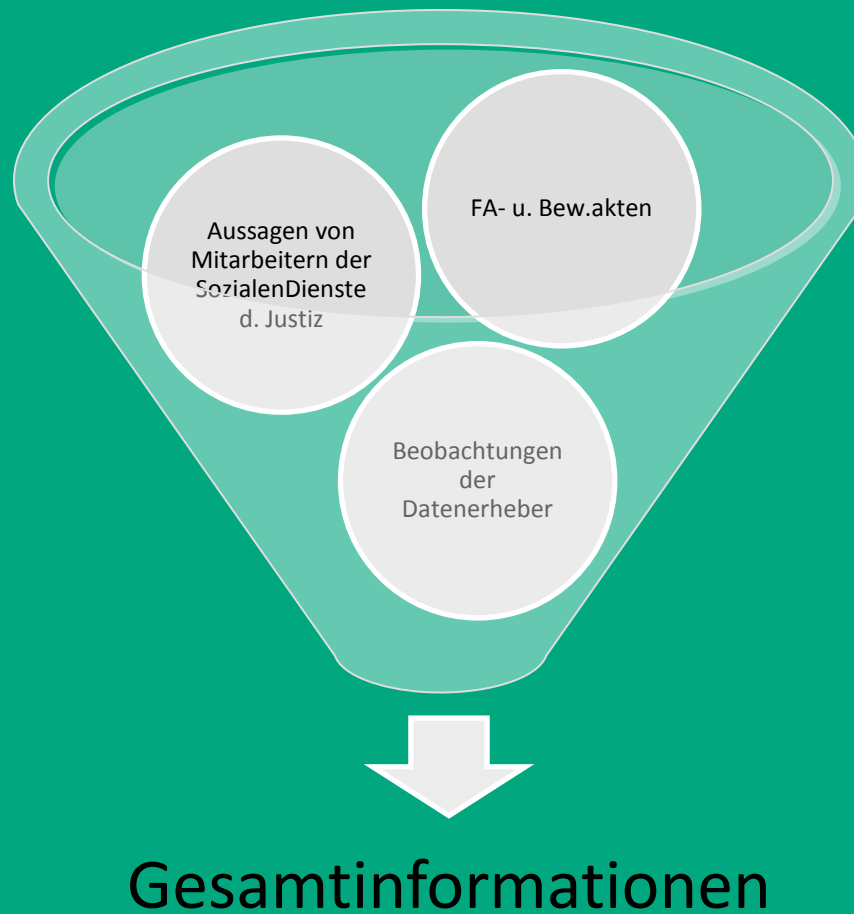 FA- u. Bew.akten
Aussagen von
Mitarbeitern der
SozialenDienste
d. Justiz
Beobachtungen
der
Datenerheber
Gesamtinformationen